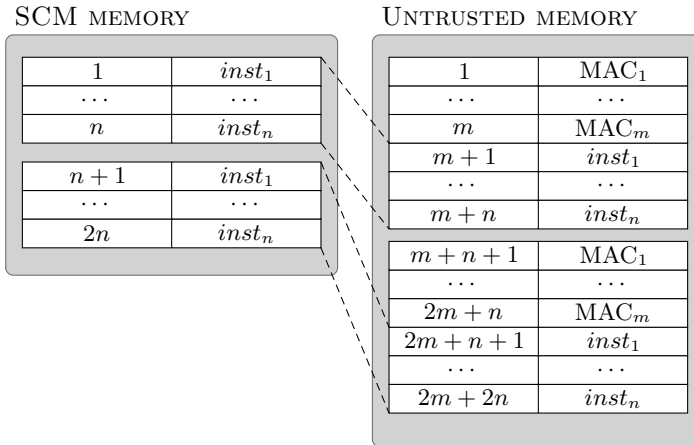 SCM MEMORY
1 inst₁
... ...
n instₙ
n + 1 inst₁
... ...
2n instₙ
UNTRUSTED MEMORY
1 MAC₁
... ...
m MACₘ
m + 1 inst₁
... ...
m + n instₙ
m + n + 1 MAC₁
... ...
2m + n MACₘ
2m + n + 1 inst₁
... ...
2m + 2n instₙ